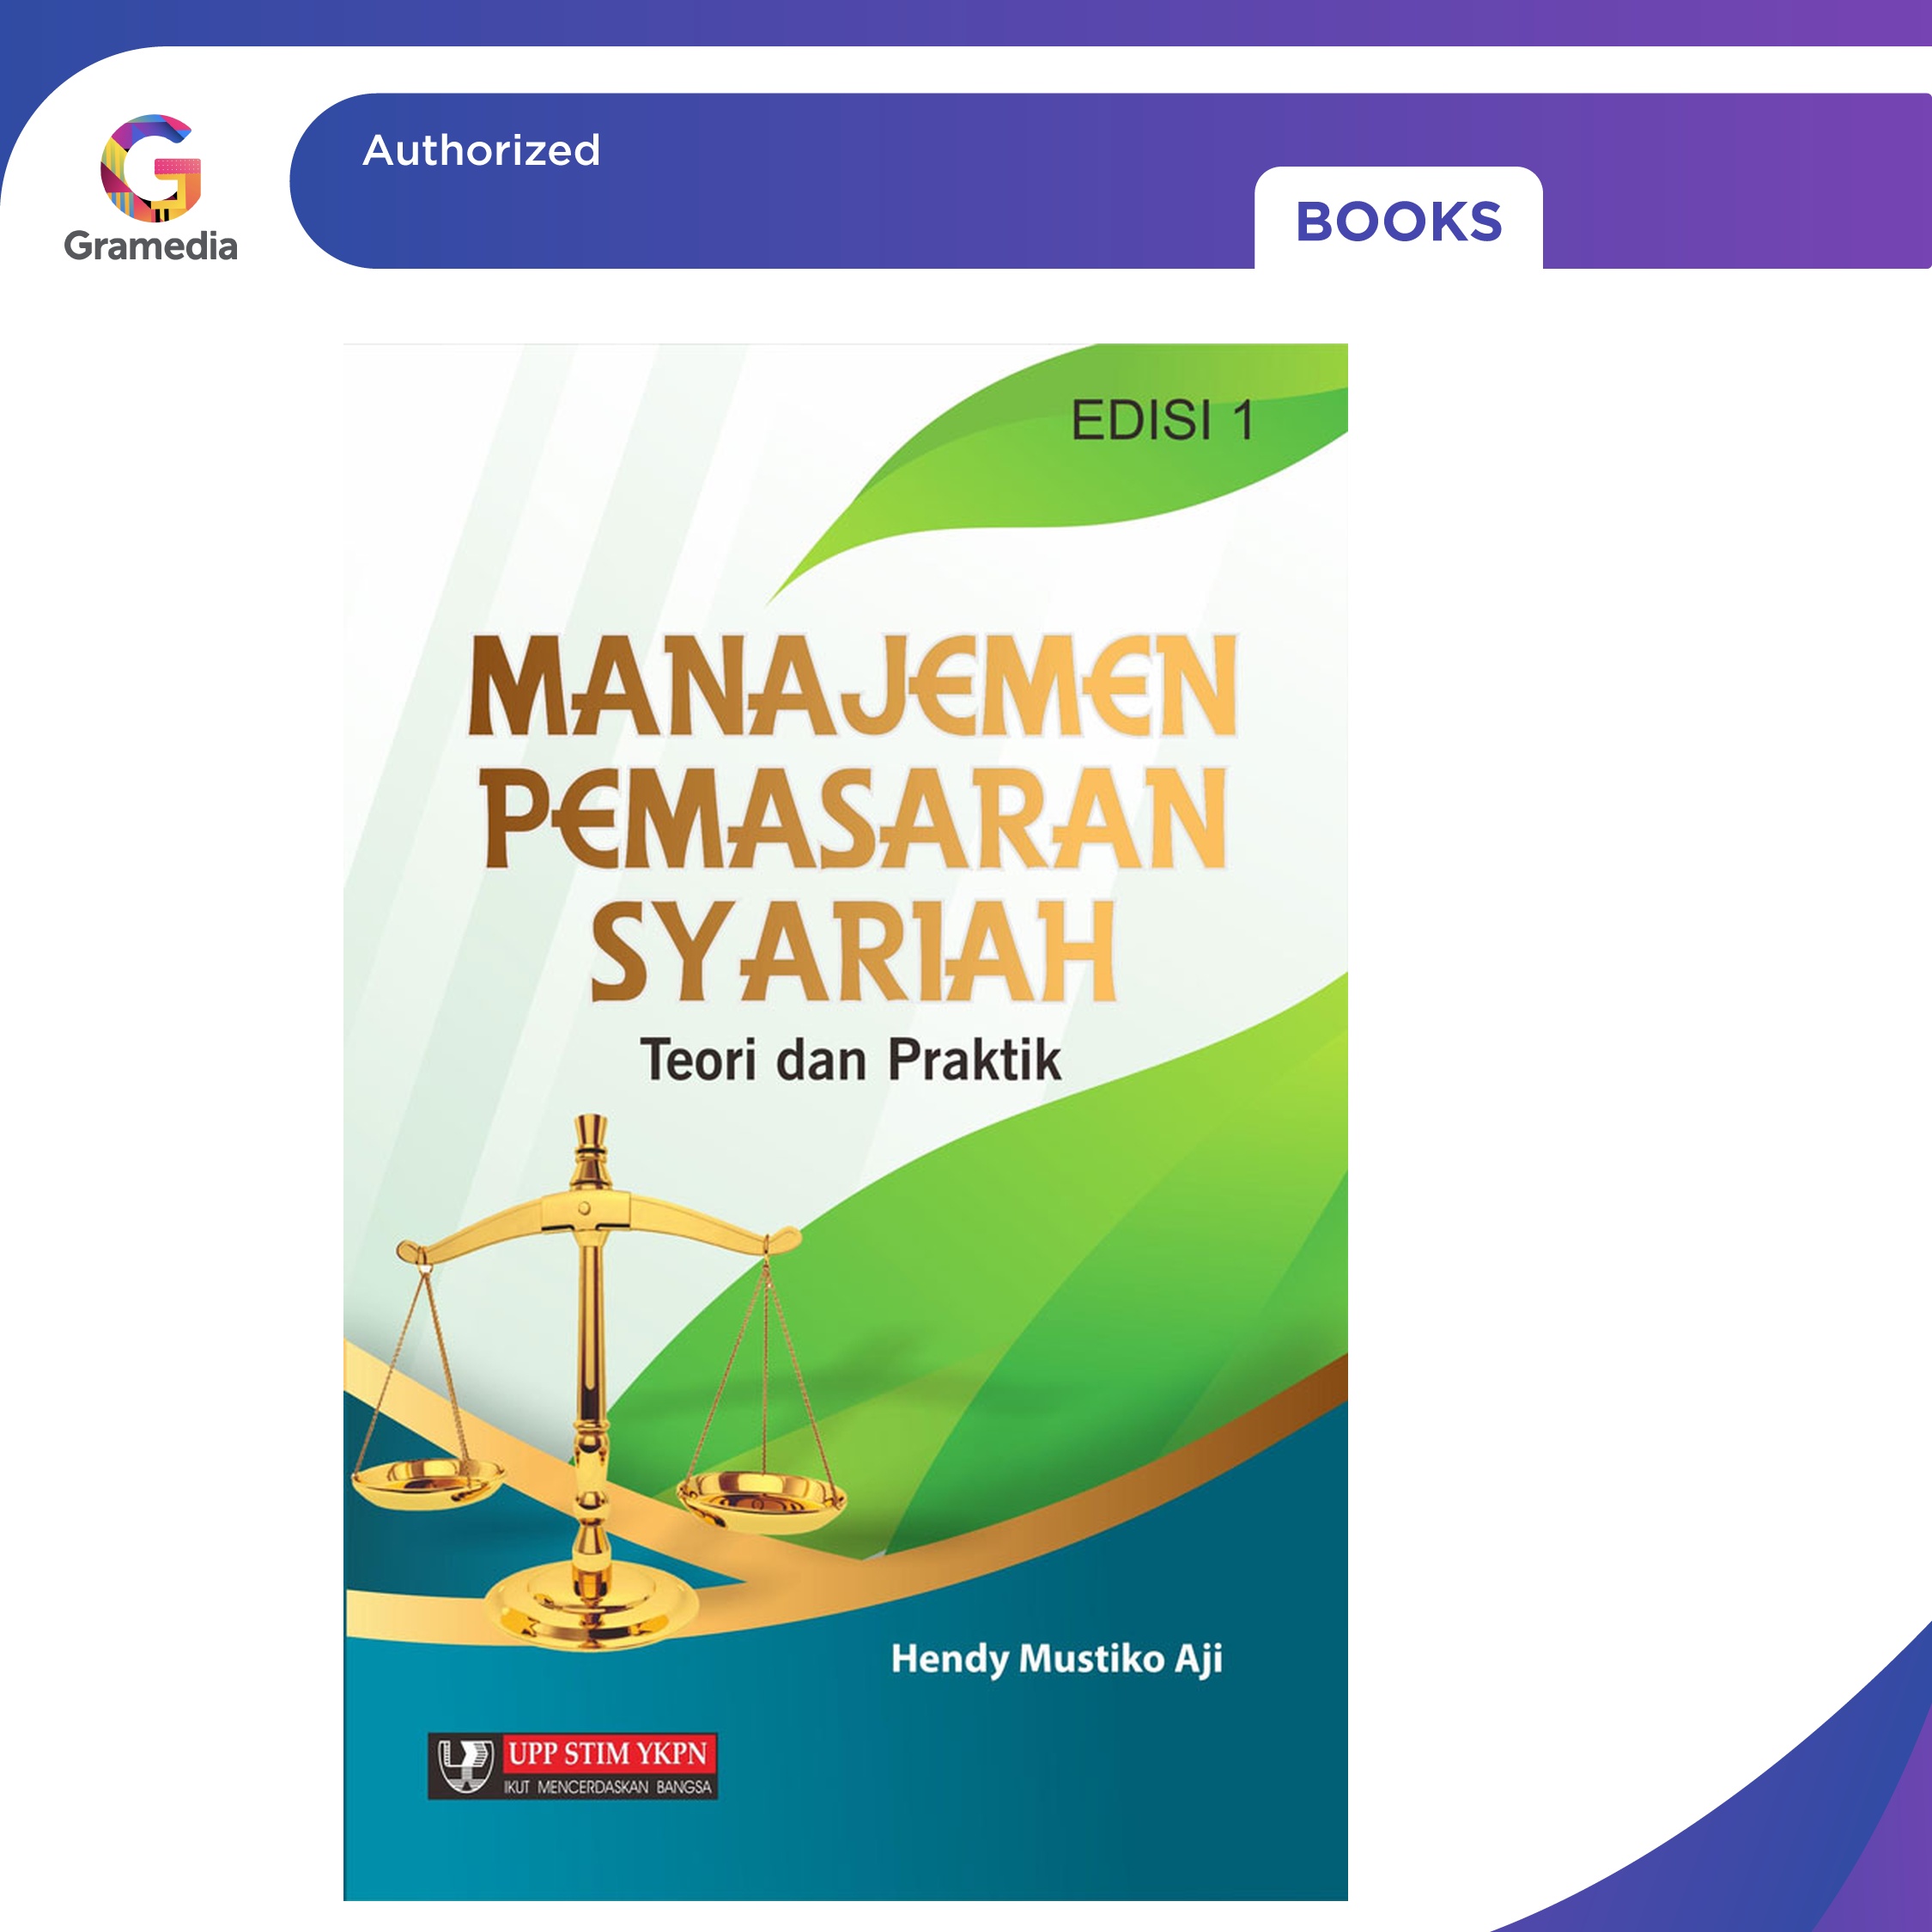 Authorized
Gramedia
BOOKS
EDISI 1
MANAJEMEN
PEMASARAN
SYARIAH
Teori dan Praktik
Hendy Mustiko Aji
UPP STIM YKPN
IKUT MENCERDASKAN BANGSA